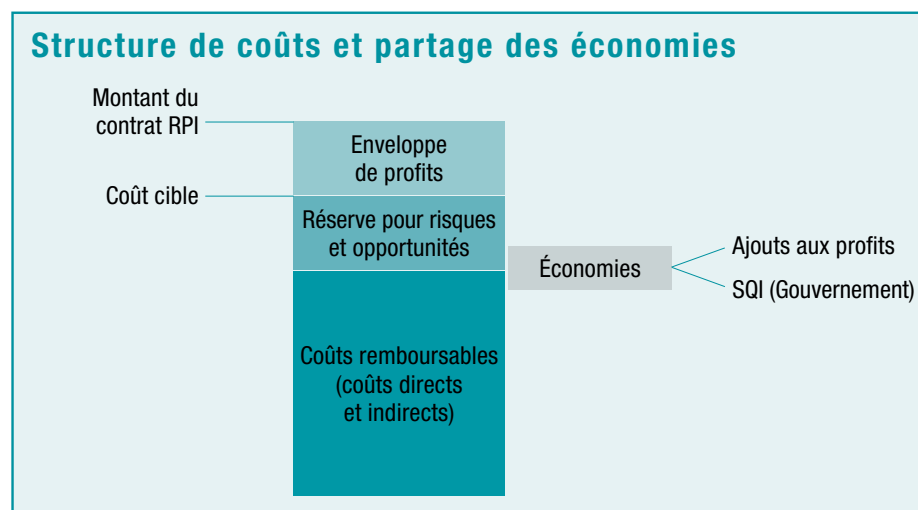 Structure de coûts et partage des économies
Montant du
contrat RPI
Enveloppe
de profits
Coût cible
Réserve pour risques
et opportunités
Économies
Ajouts aux profits
SQI (Gouvernement)
Coûts remboursables
(coûts directs
et indirects)